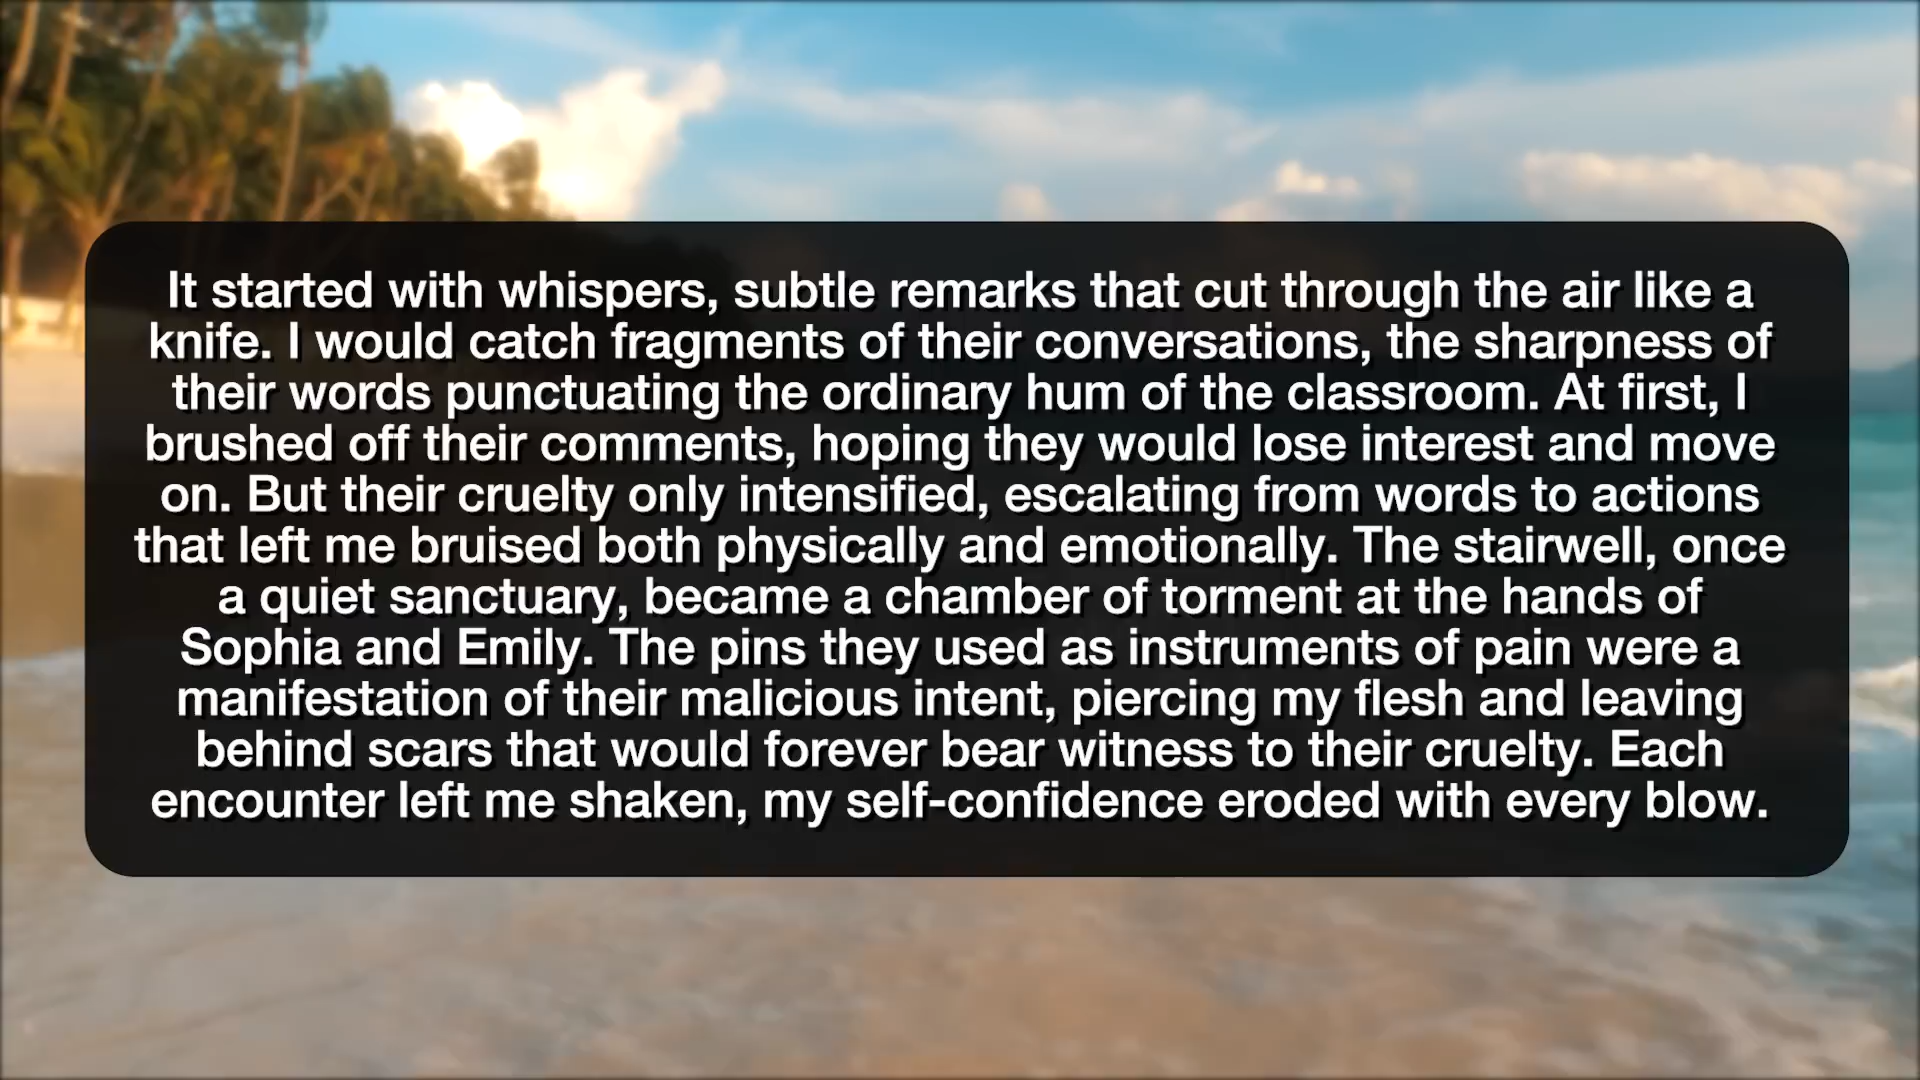 It started with whispers, subtle remarks that cut through the air like a
knife. I would catch fragments of their conversations, the sharpness of
their words punctuating the ordinary hum of the classroom. At first, I
brushed off their comments, hoping they would lose interest and move
on. But their cruelty only intensified, escalating from words to actions
that left me bruised both physically and emotionally. The stairwell, once
a quiet sanctuary, became a chamber of torment at the hands of
Sophia and Emily. The pins they used as instruments of pain were a
manifestation of their malicious intent, piercing my flesh and leaving
behind scars that would forever bear witness to their cruelty. Each
encounter left me shaken, my self-confidence eroded with every blow.